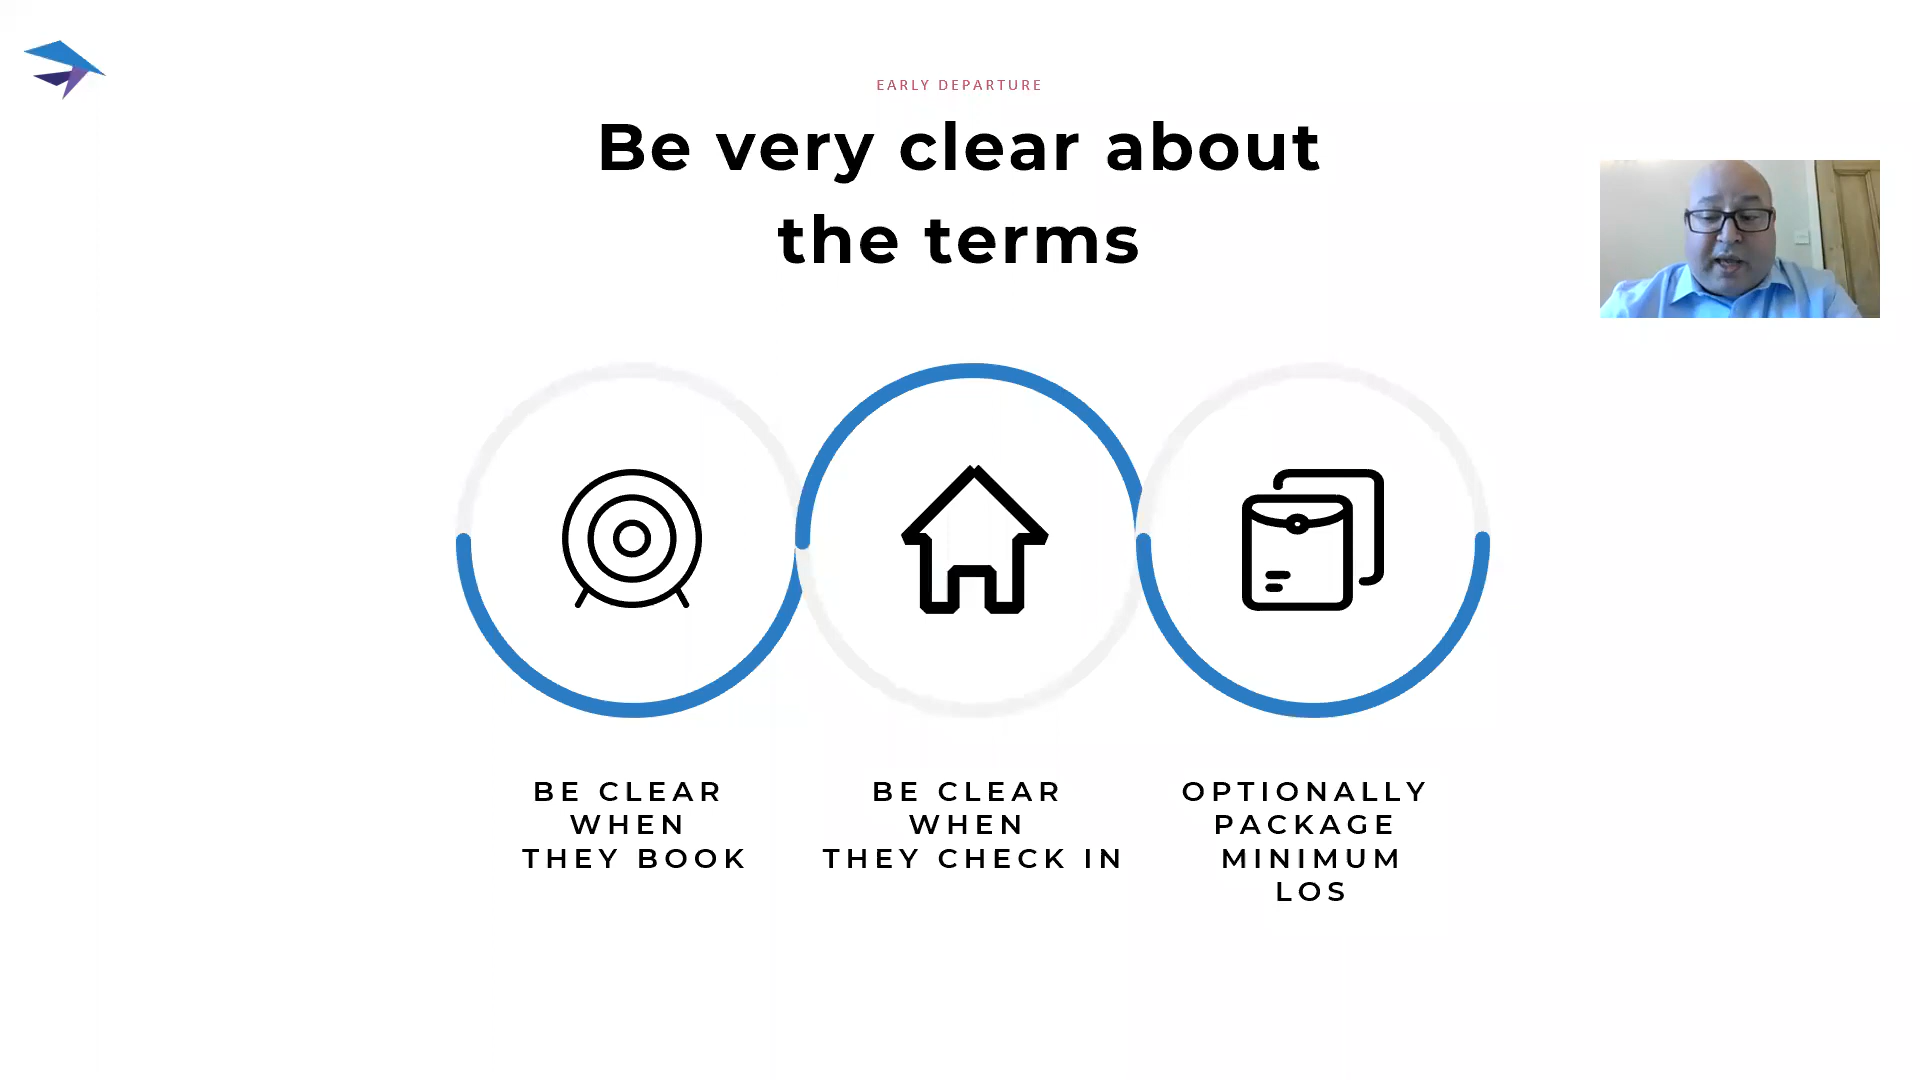 EARLY DEPARTURE
Be very clear about
the terms
BE CLEAR
WHEN
THEY BOOK
BE CLEAR
WHEN
THEY CHECK IN
OPTIONALLY
PACKAGE
MINIMUM
LOS